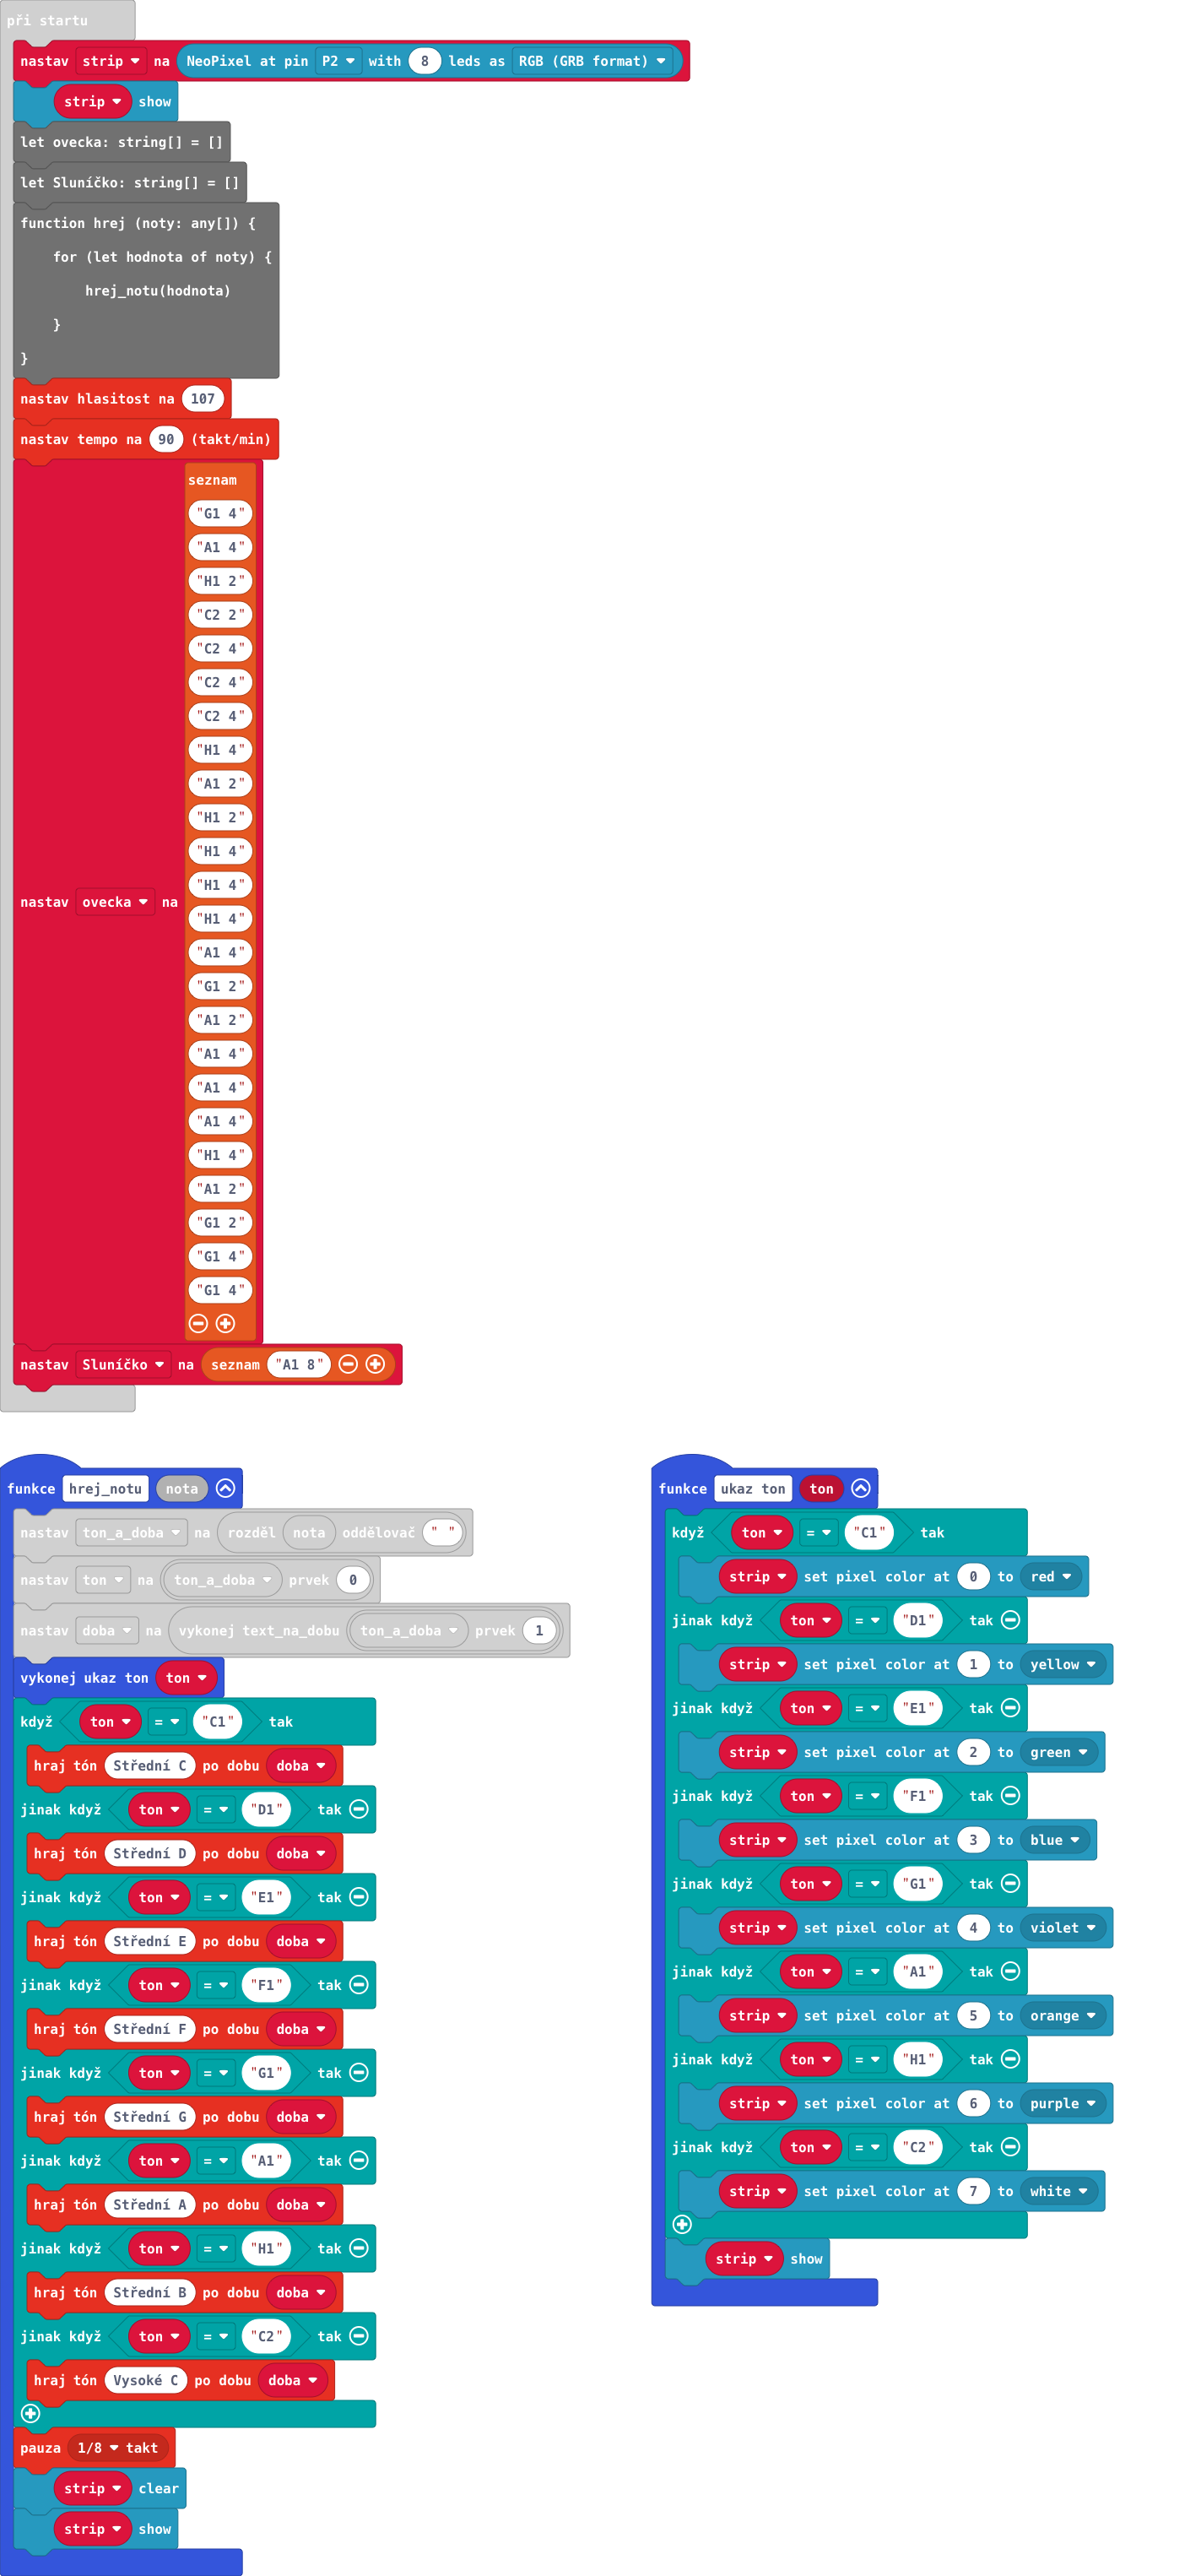 při startu
nastav strip na NeoPixel at pin P2 with 8 leds as RGB (GRB format)
strip show
let ovecka: string[] = []
let Sluníčko: string[] = []
function hrej (noty: any[]) {
for (let hodnota of noty) {
hrej_notu(hodnota)
}
}
nastav hlasitost na 107
nastav tempo na 90 (takt/min)
nastav ovecka na
seznam
"G1 4"
"A1 4"
"H1 2"
"C2 2"
"C2 4"
"C2 4"
"C2 4"
"H1 4"
"A1 2"
"H1 2"
"H1 4"
"H1 4"
"H1 4"
"A1 4"
"G1 2"
"A1 2"
"A1 4"
"A1 4"
"A1 4"
"H1 4"
"A1 2"
"G1 2"
"G1 4"
"G1 4"
nastav Sluníčko na seznam "A1 8"
funkce hrej_notu nota
nastav ton_a_doba na rozděl nota oddělovač " "
nastav ton na ton_a_doba prvek 0
nastav doba na vykonej text_na_dobu ton_a_doba prvek 1
vykonej ukaz ton ton
když ton = "C1" tak
hraj tón Střední C po dobu doba
jinak když ton = "D1" tak
hraj tón Střední D po dobu doba
jinak když ton = "E1" tak
hraj tón Střední E po dobu doba
jinak když ton = "F1" tak
hraj tón Střední F po dobu doba
jinak když ton = "G1" tak
hraj tón Střední G po dobu doba
jinak když ton = "A1" tak
hraj tón Střední A po dobu doba
jinak když ton = "H1" tak
hraj tón Střední B po dobu doba
jinak když ton = "C2" tak
hraj tón Vysoké C po dobu doba
pauza 1/8 takt
strip clear
strip show
funkce ukaz ton ton
když ton = "C1" tak
strip set pixel color at 0 to red
jinak když ton = "D1" tak
strip set pixel color at 1 to yellow
jinak když ton = "E1" tak
strip set pixel color at 2 to green
jinak když ton = "F1" tak
strip set pixel color at 3 to blue
jinak když ton = "G1" tak
strip set pixel color at 4 to violet
jinak když ton = "A1" tak
strip set pixel color at 5 to orange
jinak když ton = "H1" tak
strip set pixel color at 6 to purple
jinak když ton = "C2" tak
strip set pixel color at 7 to white
strip show